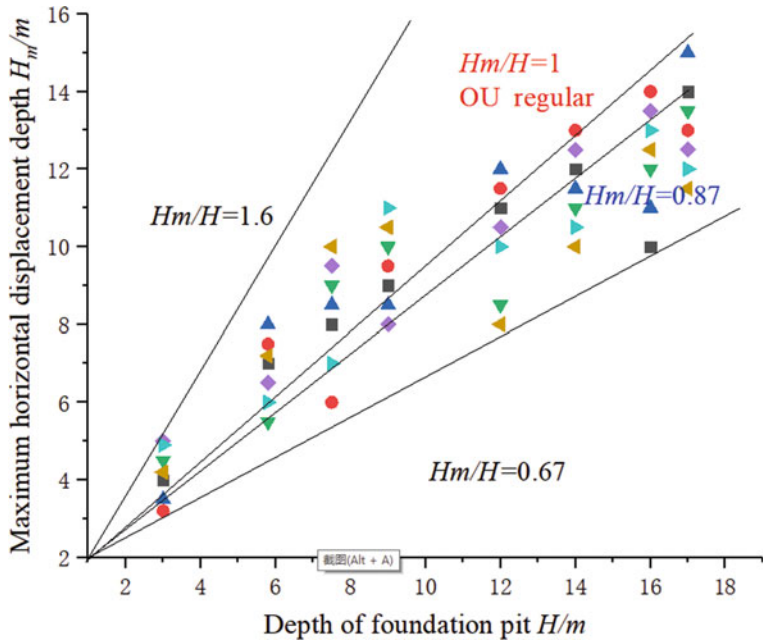 16
14
12
10
8
6
4
2
Maximum horizontal displacement depth Hm/m
Hm/H=1
OU regular
Hm/H=1.6
Hm/H=0.87
Hm/H=0.67
截图(Alt + A)
2 4 6 8 10 12 14 16 18
Depth of foundation pit H/m